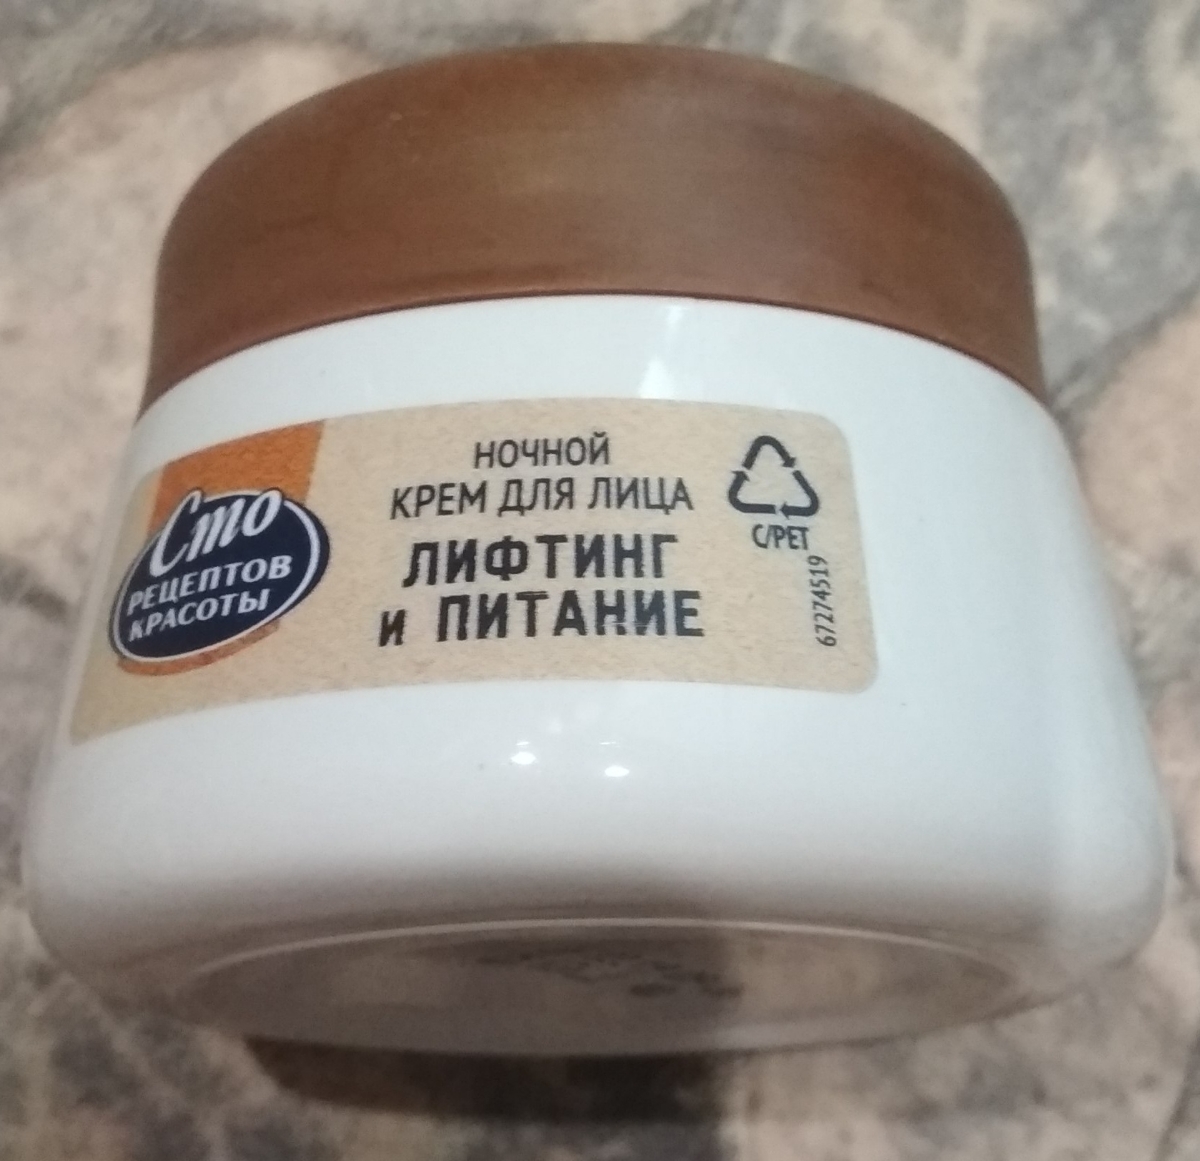 Сто
РЕЦЕПТОВ
КРАСОТЫ
НОЧНОЙ
КРЕМ ДЛЯ ЛИЦА
ЛИФТИНГ
и ПИТАНИЕ
C/PET
67274519